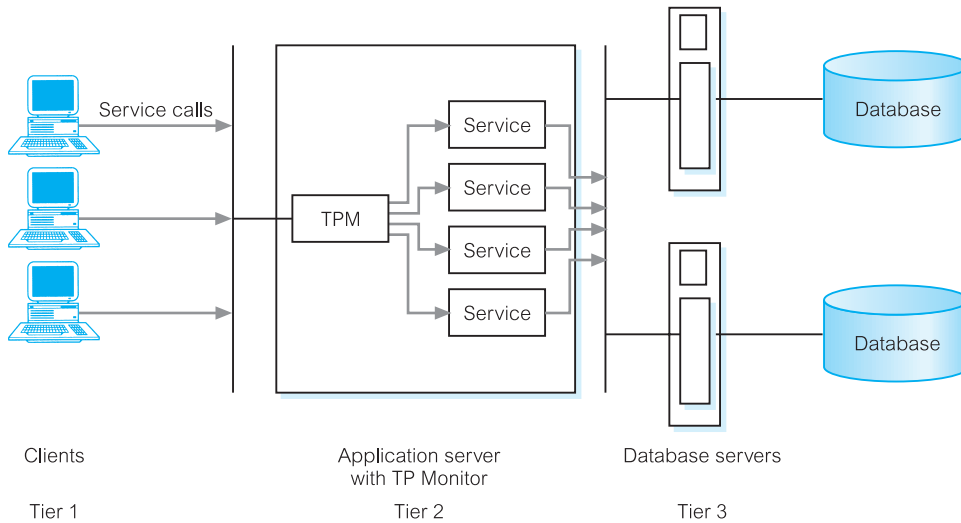 Service calls
TPM
Service
Service
Service
Service
Database
Database
Clients
Application server
with TP Monitor
Database servers
Tier 1
Tier 2
Tier 3